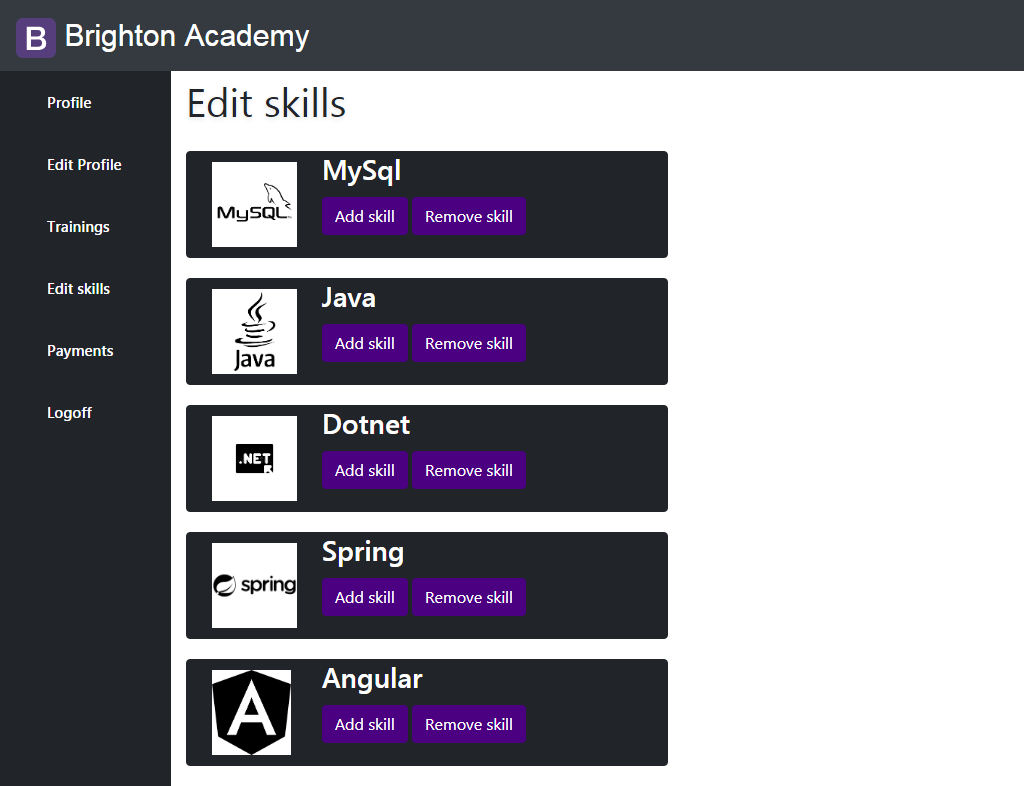 B Brighton Academy
Profile
Edit Profile
Trainings
Edit skills
Payments
Logoff
Edit skills
MySQL
MySql
Add skill Remove skill
Java
Java
Add skill Remove skill
.NET
Dotnet
Add skill Remove skill
spring
Spring
Add skill Remove skill
A
Angular
Add skill Remove skill